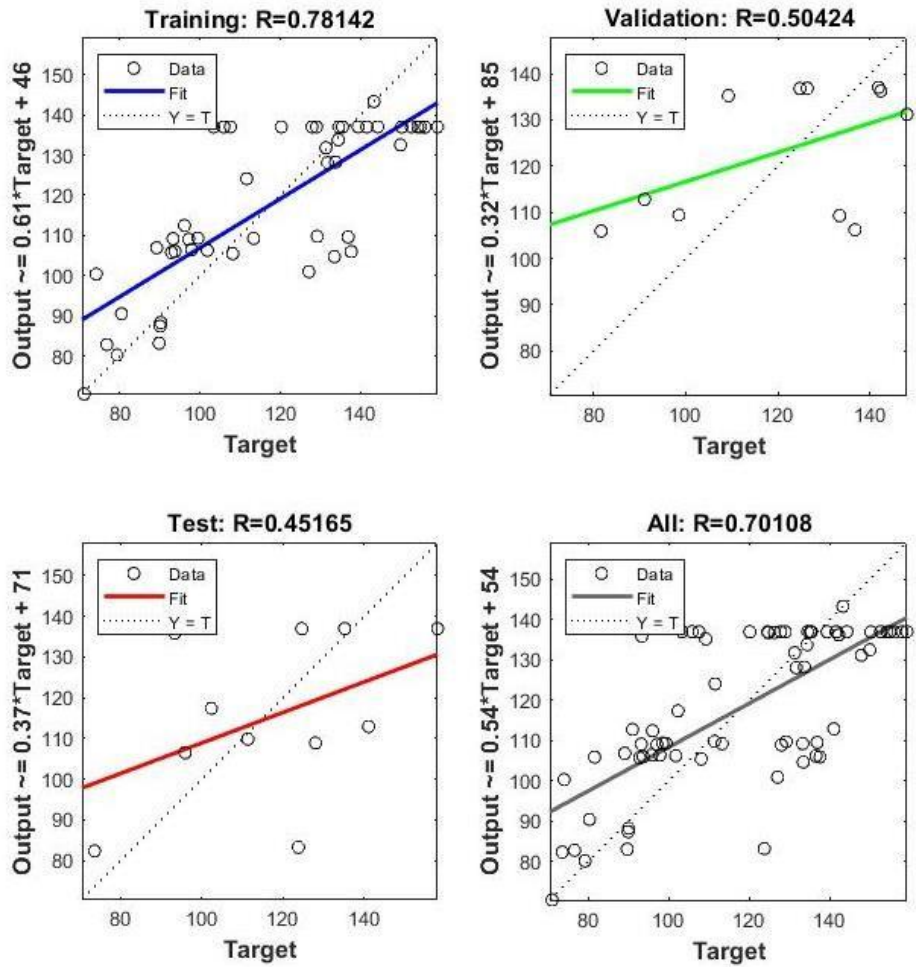 Training: R=0.78142
Output ~= 0.61*Target + 46
150
140
130
120
110
100
90
80
Data
Fit
Y = T
80
100
120
140
Target
Validation: R=0.50424
Output ~= 0.32*Target + 85
140
130
120
110
100
90
80
Data
Fit
Y = T
80
100
120
140
Target
Test: R=0.45165
Output ~= 0.37*Target + 71
150
140
130
120
110
100
90
80
Data
Fit
Y = T
80
100
120
140
Target
All: R=0.70108
Output ~= 0.54*Target + 54
150
140
130
120
110
100
90
80
Data
Fit
Y = T
80
100
120
140
Target